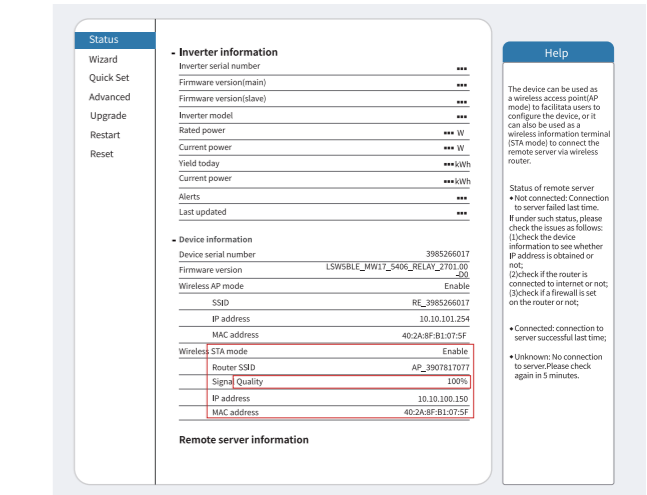 Status
Wizard
Quick Set
Advanced
Upgrade
Restart
Reset
- Inverter information
Inverter serial number ---
Firmware version(main) ---
Firmware version(slave) ---
Inverter model ---
Rated power --- W
Current power --- W
Yield today --- kWh
Current power --- kWh
Alerts ---
Last updated ---
- Device information
Device serial number 3985266017
Firmware version LSW5BLE_MW17_5406_RELAY_2701.00
-D0
Wireless AP mode Enable
SSID RE_3985266017
IP address 10.10.101.254
MAC address 40:2A:8F:B1:07:5F
Wireless STA mode Enable
Router SSID AP_3907817077
Signal Quality 100%
IP address 10.10.100.150
MAC address 40:2A:8F:B1:07:5F
Remote server information
Help
The device can be used as
a wireless access point(AP
mode) to facilitata users to
configure the device, or it
can also be used as a
wireless information terminal
(STA mode) to connect the
remote server via wireless
router.
Status of remote server
◆Not connected: Connection
to server failed last time.
If under such status, please
check the issues as follows:
(1)check the device
information to see whether
IP address is obtained or
not;
(2)check if the router is
connected to internet or not;
(3)check if a firewall is set
on the router or not;
◆Connected: connection to
server successful last time;
◆Unknown: No connection
to server.Please check
again in 5 minutes.